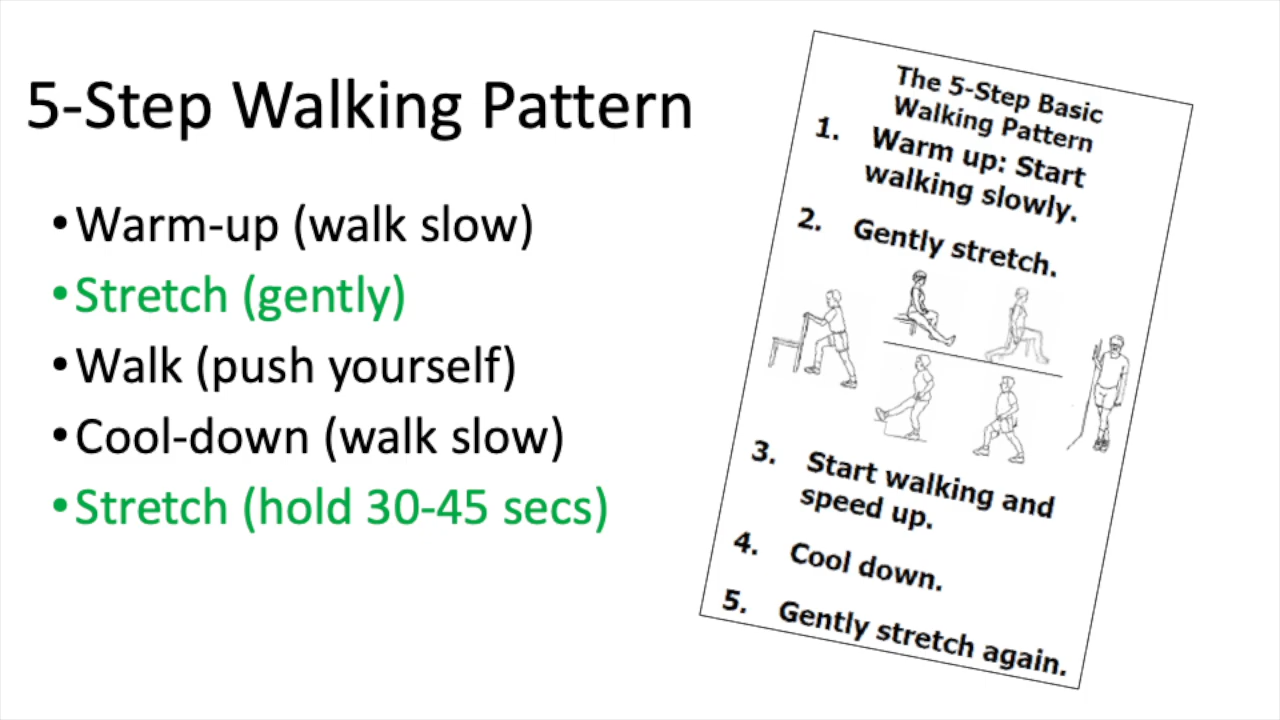 5-Step Walking Pattern
•Warm-up (walk slow)
•Stretch (gently)
•Walk (push yourself)
•Cool-down (walk slow)
•Stretch (hold 30-45 secs)
The 5-Step Basic
Walking Pattern
1. Warm up: Start
walking slowly.
2. Gently stretch.
3. Start walking and
speed up.
4. Cool down.
5. Gently stretch again.